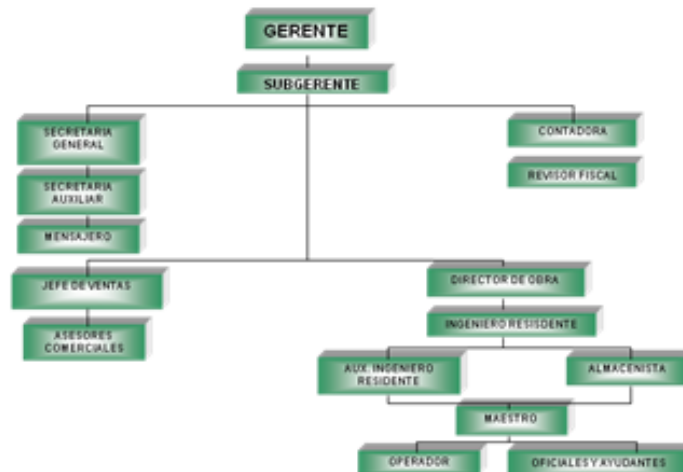 GERENTE
SUBGERENTE
SECRETARIA
GENERAL
CONTADORA
SECRETARIA
AUXILIAR
REVISOR FISCAL
MENSAJERO
JEFE DE VENTAS
DIRECTOR DE OBRA
ASESORES
COMERCIALES
INGENIERO RESISDENTE
AUX. INGENIERO
RESIDENTE
ALMACENISTA
MAESTRO
OPERADOR
OFICIALES Y AYUDANTES